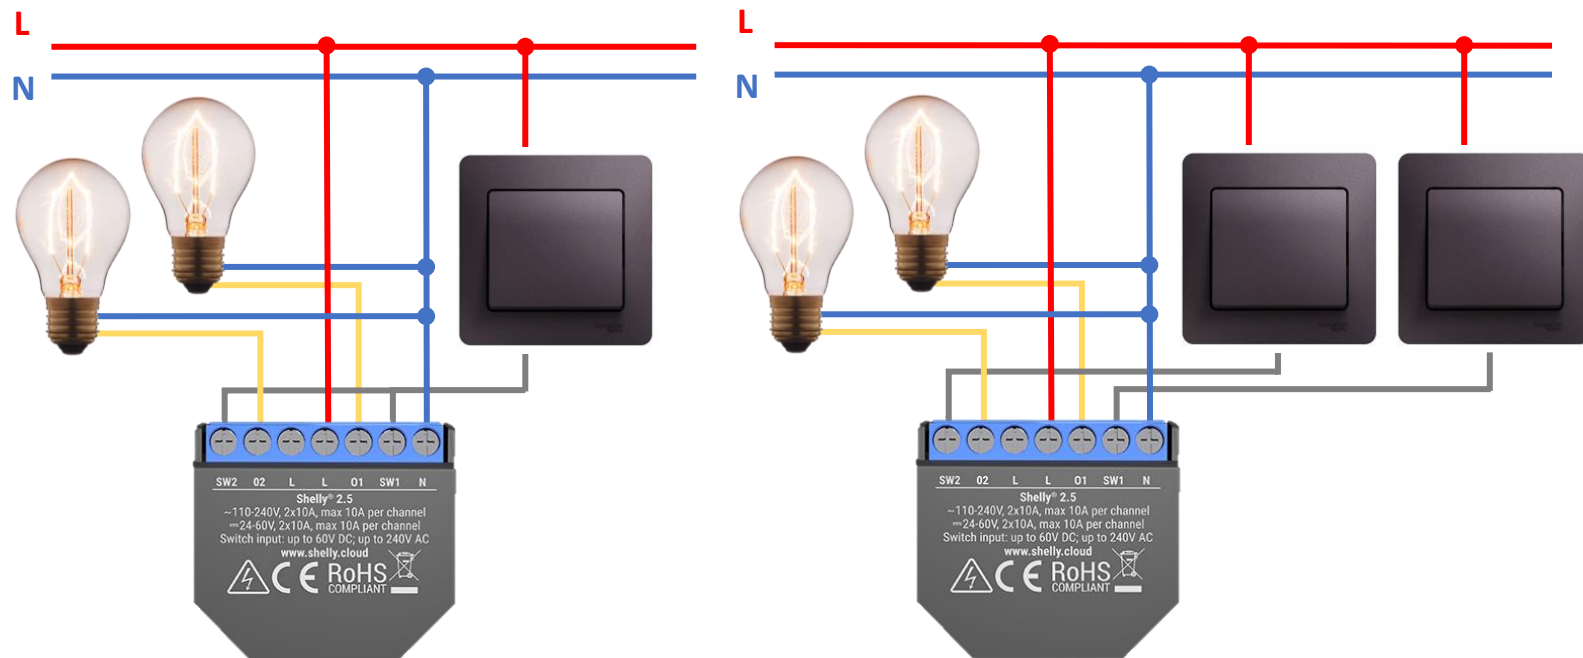 L
N
SW2 02 L L 01 SW1 N
Shelly® 2.5
~110-240V, 2x10A, max 10A per channel
⎓24-60V, 2x10A, max 10A per channel
Switch input: up to 60V DC; up to 240V AC
www.shelly.cloud
CE RoHS
COMPLIANT
L
N
SW2 02 L L 01 SW1 N
Shelly® 2.5
~110-240V, 2x10A, max 10A per channel
⎓24-60V, 2x10A, max 10A per channel
Switch input: up to 60V DC; up to 240V AC
www.shelly.cloud
CE RoHS
COMPLIANT